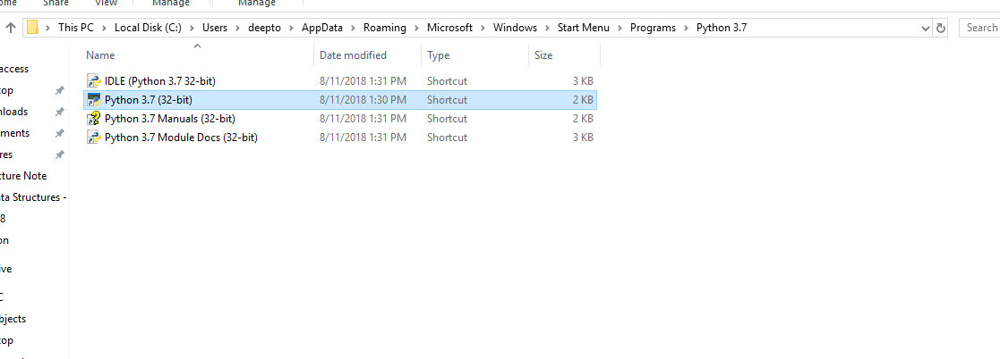 ome Share View Manage Manage
This PC > Local Disk (C:) > Users > deepto > AppData > Roaming > Microsoft > Windows > Start Menu > Programs > Python 3.7
Search
Name Date modified Type Size
IDLE (Python 3.7 32-bit) 8/11/2018 1:31 PM Shortcut 3 KB
Python 3.7 (32-bit) 8/11/2018 1:30 PM Shortcut 2 KB
Python 3.7 Manuals (32-bit) 8/11/2018 1:31 PM Shortcut 2 KB
Python 3.7 Module Docs (32-bit) 8/11/2018 1:31 PM Shortcut 3 KB
access
top
nloads
ments
res
cture Note
ta Structures -
8
on
ive
C
bjects
top